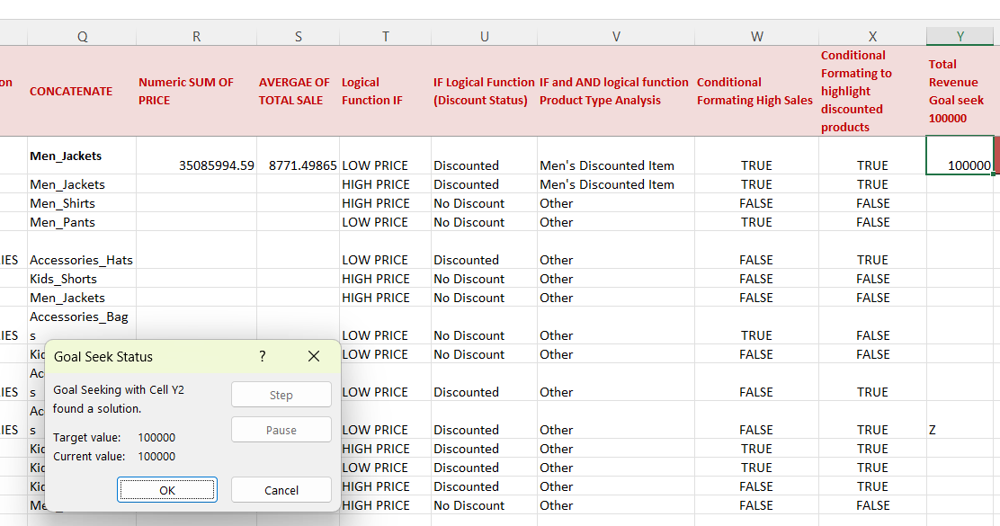 Q R S T U V W X Y
on CONCATENATE Numeric SUM OF PRICE AVERGAE OF TOTAL SALE Logical Function IF IF Logical Function (Discount Status) IF and AND logical function Product Type Analysis Conditional Formating High Sales Conditional Formating to highlight discounted products Total Revenue Goal seek 100000
Men_Jackets 35085994.59 8771.49865 LOW PRICE Discounted Men's Discounted Item TRUE TRUE 100000
Men_Jackets HIGH PRICE Discounted Men's Discounted Item TRUE TRUE
Men_Shirts HIGH PRICE No Discount Other FALSE FALSE
Men_Pants LOW PRICE No Discount Other TRUE FALSE
IES Accessories_Hats LOW PRICE Discounted Other FALSE TRUE
Kids_Shorts HIGH PRICE No Discount Other FALSE FALSE
Men_Jackets HIGH PRICE No Discount Other FALSE FALSE
IES Accessories_Bags LOW PRICE No Discount Other TRUE FALSE
Kid LOW PRICE No Discount Other FALSE FALSE
IES Acs LOW PRICE Discounted Other FALSE TRUE
IES Acs LOW PRICE Discounted Other FALSE TRUE Z
Kid HIGH PRICE Discounted Other TRUE TRUE
Kid LOW PRICE Discounted Other TRUE TRUE
Kid HIGH PRICE Discounted Other FALSE TRUE
Me HIGH PRICE No Discount Other FALSE FALSE
Goal Seek Status ?
Goal Seeking with Cell Y2
found a solution.
Step
Target value: 100000
Pause
Current value: 100000
OK Cancel